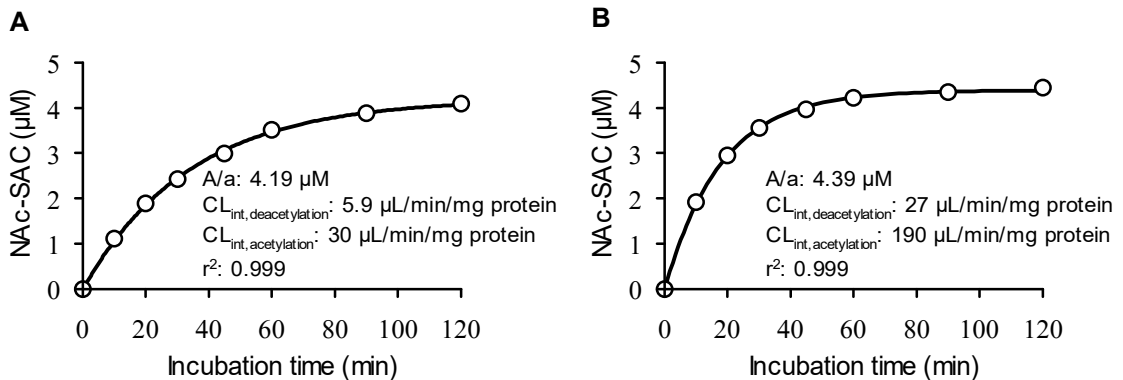 A
NAc-SAC (µM)
5
4
3
2
1
0
A/a: 4.19 µM
CLint,deacetylation: 5.9 µL/min/mg protein
CLint,acetylation: 30 µL/min/mg protein
r²: 0.999
0 20 40 60 80 100 120
Incubation time (min)
B
NAc-SAC (µM)
5
4
3
2
1
0
A/a: 4.39 µM
CLint,deacetylation: 27 µL/min/mg protein
CLint,acetylation: 190 µL/min/mg protein
r²: 0.999
0 20 40 60 80 100 120
Incubation time (min)